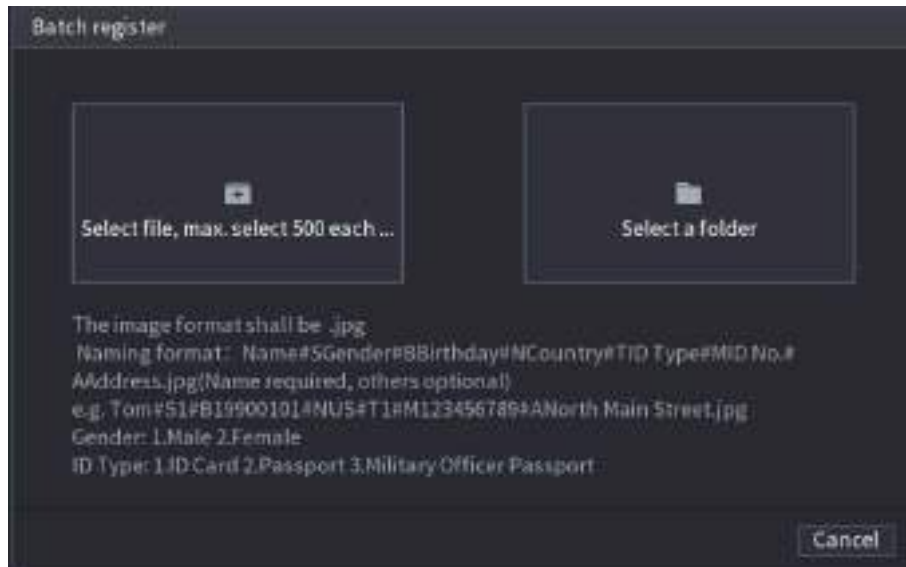 Batch register
Select file, max. select 500 each ...
Select a folder
The image format shall be .jpg
Naming format: Name#SGender#BBirthday#NCountry#TID Type#MID No.#
AAddress.jpg(Name required, others optional)
e.g. Tom#S1#B19900101#NUS#T1#M123456789#ANorth Main Street.jpg
Gender: 1.Male 2.Female
ID Type: 1.ID Card 2.Passport 3.Military Officer Passport
Cancel